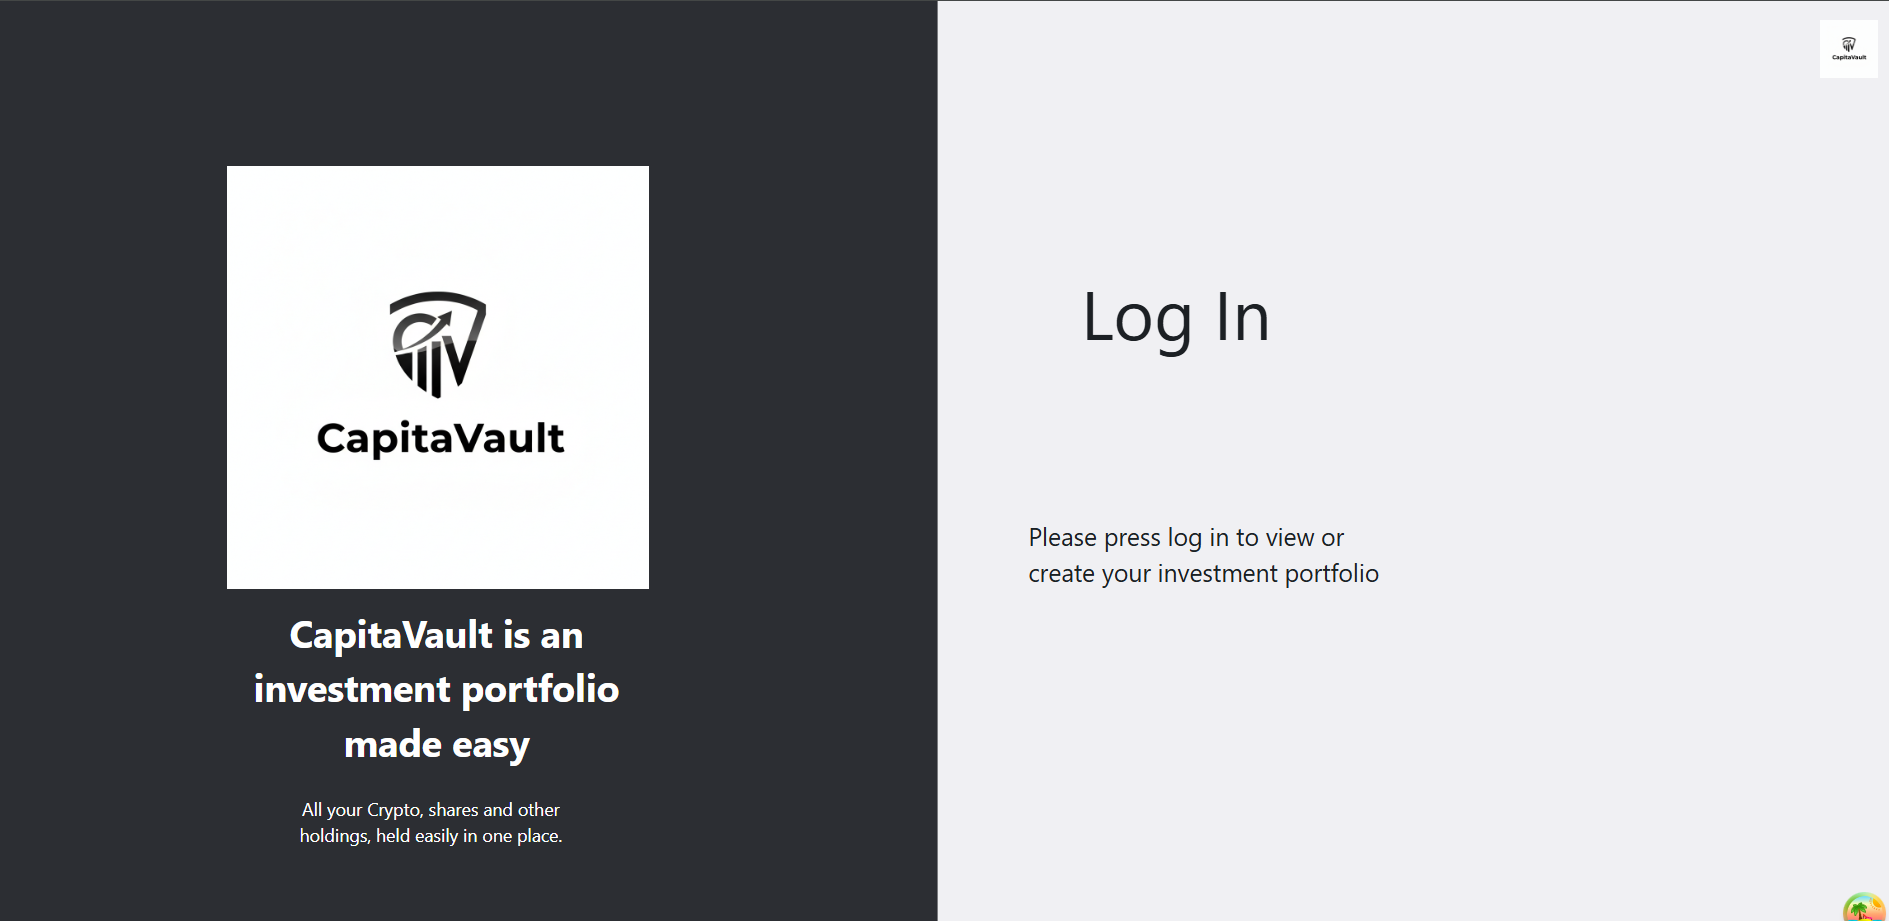 CapitaVault
CapitaVault is an
investment portfolio
made easy
All your Crypto, shares and other
holdings, held easily in one place.
CapitaVault
Log In
Please press log in to view or
create your investment portfolio